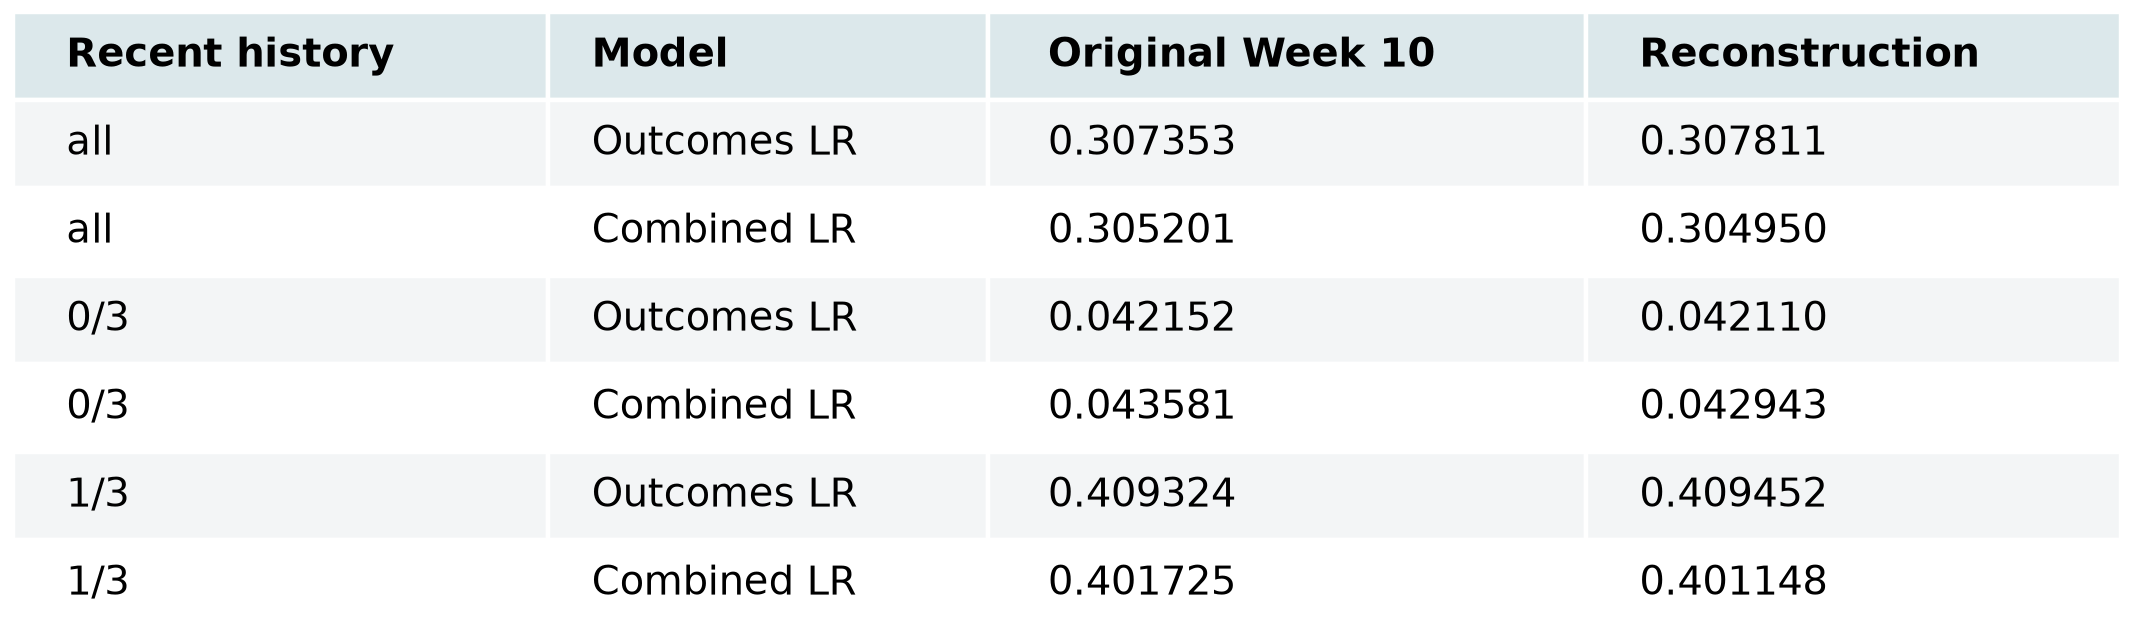 Recent history Model Original Week 10 Reconstruction
all Outcomes LR 0.307353 0.307811
all Combined LR 0.305201 0.304950
0/3 Outcomes LR 0.042152 0.042110
0/3 Combined LR 0.043581 0.042943
1/3 Outcomes LR 0.409324 0.409452
1/3 Combined LR 0.401725 0.401148